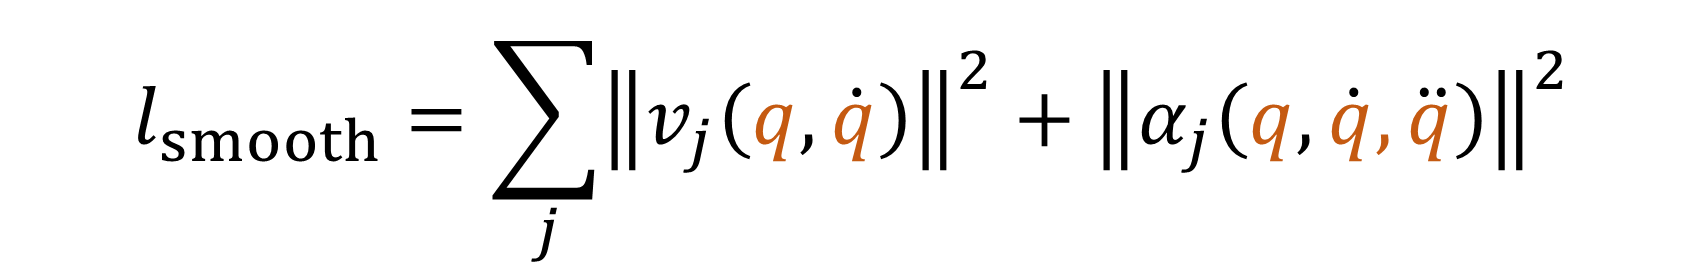 l_smooth = ∑_j ‖v_j(q, q̇)‖² + ‖α_j(q, q̇, q̈)‖²